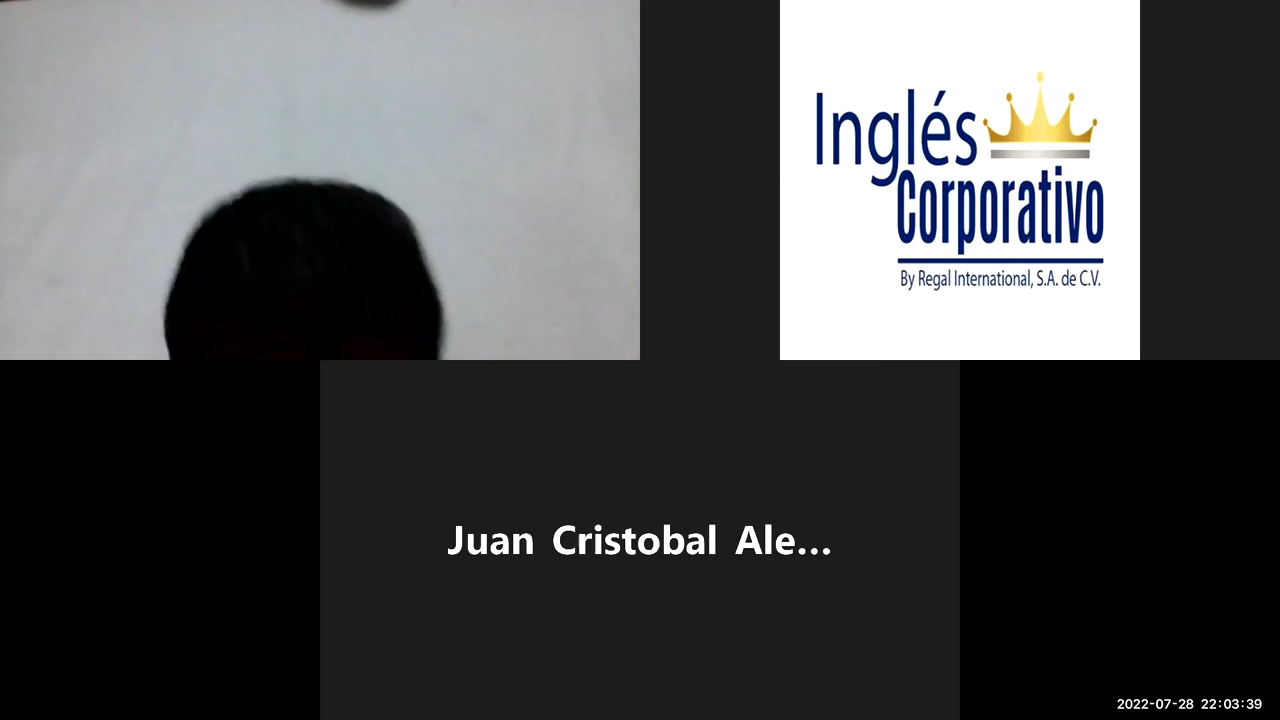 Inglés
Corporativo
By Regal International, S.A. de C.V.
Juan Cristobal Ale...
2022-07-28 22:03:39